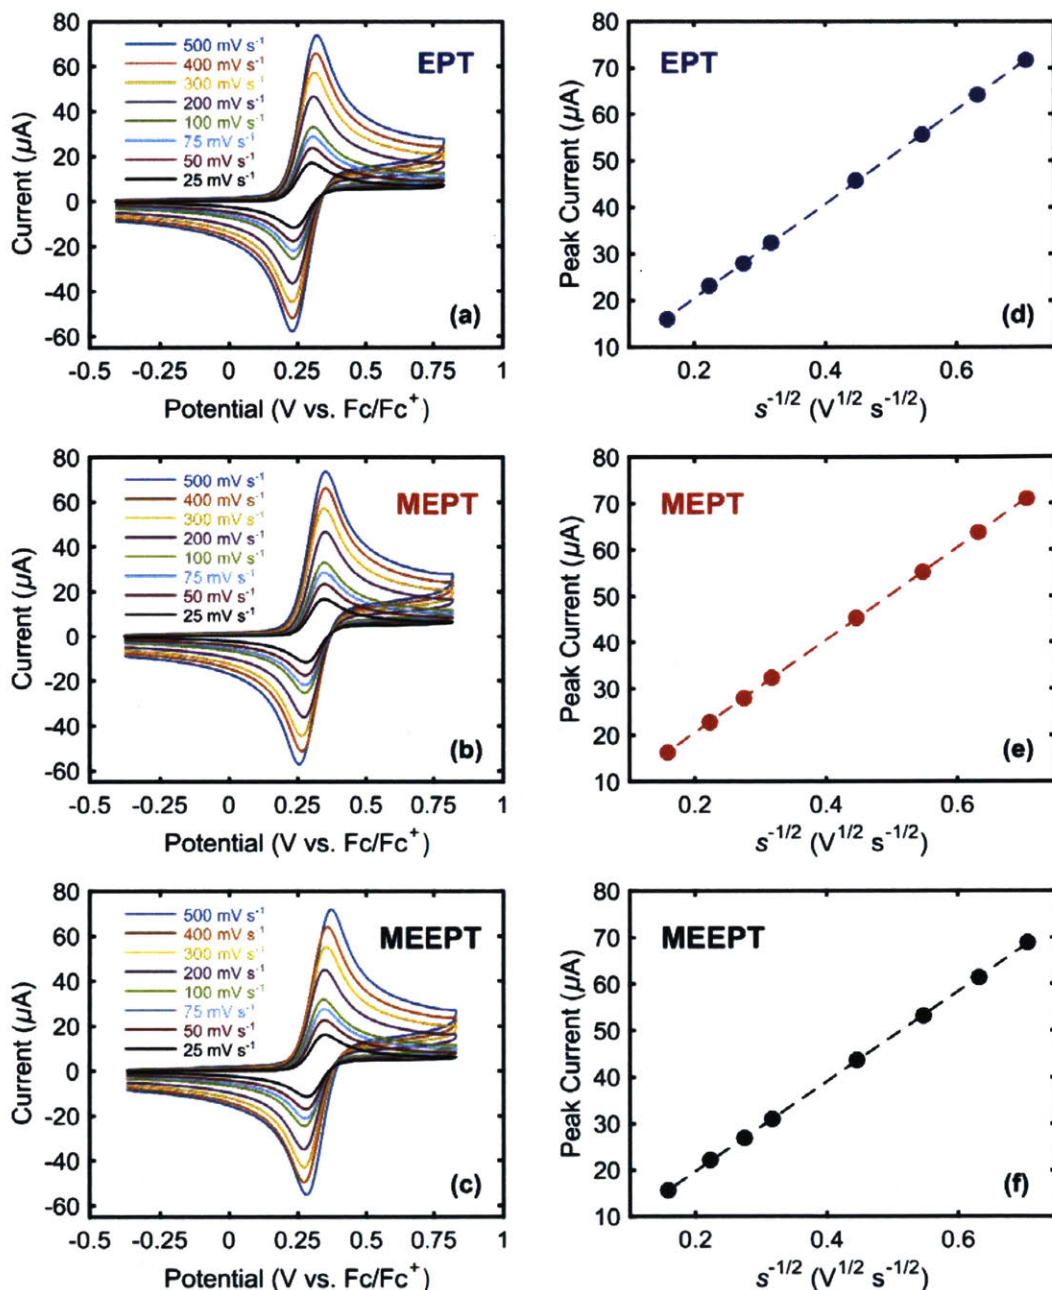 80
60
40
20
0
-20
-40
-60
Current (µA)
500 mV s⁻¹
400 mV s⁻¹
300 mV s⁻¹
200 mV s⁻¹
100 mV s⁻¹
75 mV s⁻¹
50 mV s⁻¹
25 mV s⁻¹
EPT
(a)
-0.5 -0.25 0 0.25 0.5 0.75 1
Potential (V vs. Fc/Fc⁺)
80
70
60
50
40
30
20
10
Peak Current (µA)
EPT
(d)
0.2 0.4 0.6
s⁻¹/² (V¹/² s⁻¹/²)
80
60
40
20
0
-20
-40
-60
Current (µA)
500 mV s⁻¹
400 mV s⁻¹
300 mV s⁻¹
200 mV s⁻¹
100 mV s⁻¹
75 mV s⁻¹
50 mV s⁻¹
25 mV s⁻¹
MEPT
(b)
-0.5 -0.25 0 0.25 0.5 0.75 1
Potential (V vs. Fc/Fc⁺)
80
70
60
50
40
30
20
10
Peak Current (µA)
MEPT
(e)
0.2 0.4 0.6
s⁻¹/² (V¹/² s⁻¹/²)
80
60
40
20
0
-20
-40
-60
Current (µA)
500 mV s⁻¹
400 mV s⁻¹
300 mV s⁻¹
200 mV s⁻¹
100 mV s⁻¹
75 mV s⁻¹
50 mV s⁻¹
25 mV s⁻¹
MEEPT
(c)
-0.5 -0.25 0 0.25 0.5 0.75 1
Potential (V vs. Fc/Fc⁺)
80
70
60
50
40
30
20
10
Peak Current (µA)
MEEPT
(f)
0.2 0.4 0.6
s⁻¹/² (V¹/² s⁻¹/²)